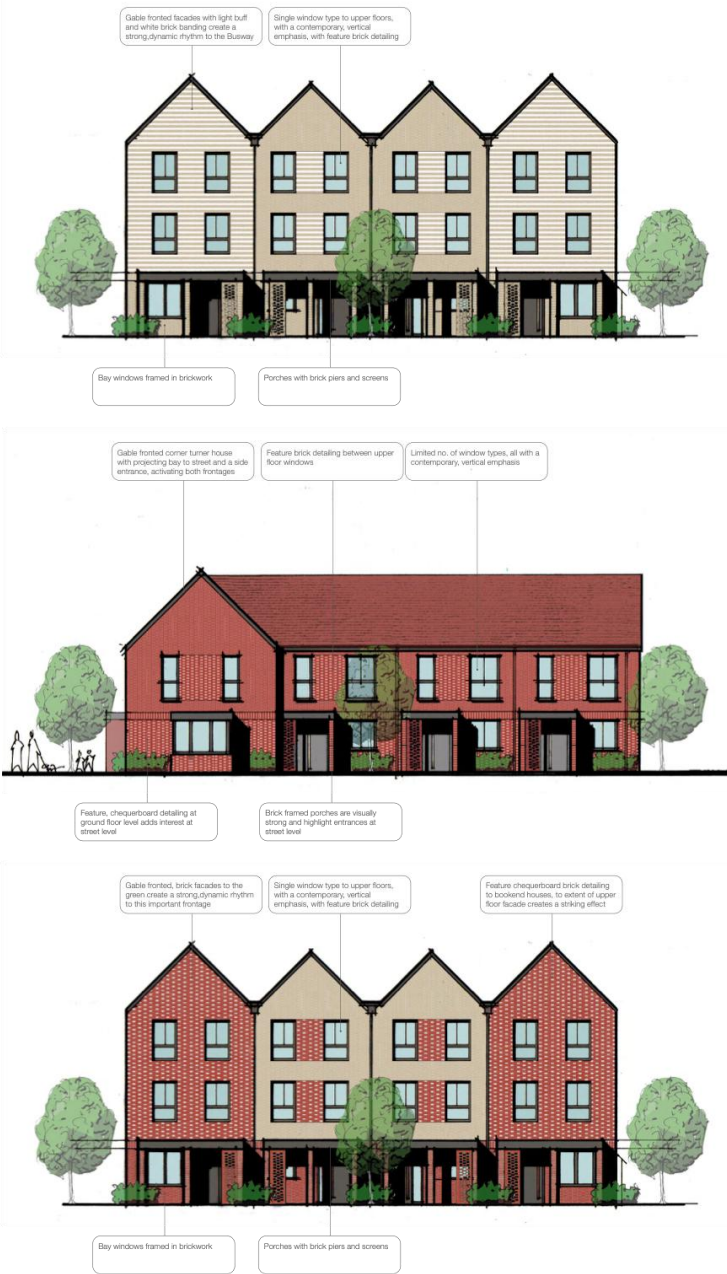 Gable fronted facades with light buff
and white brick banding create a
strong,dynamic rhythm to the Busway
Single window type to upper floors,
with a contemporary, vertical
emphasis, with feature brick detailing
Bay windows framed in brickwork
Porches with brick piers and screens
Gable fronted corner turner house
with projecting bay to street and a side
entrance, activating both frontages
Feature brick detailing between upper
floor windows
Limited no. of window types, all with a
contemporary, vertical emphasis
Feature, chequerboard detailing at
ground floor level adds interest at
street level
Brick framed porches are visually
strong and highlight entrances at
street level
Gable fronted, brick facades to the
green create a strong,dynamic rhythm
to this important frontage
Single window type to upper floors,
with a contemporary, vertical
emphasis, with feature brick detailing
Feature chequerboard brick detailing
to bookend houses, to extent of upper
floor facade creates a striking effect
Bay windows framed in brickwork
Porches with brick piers and screens